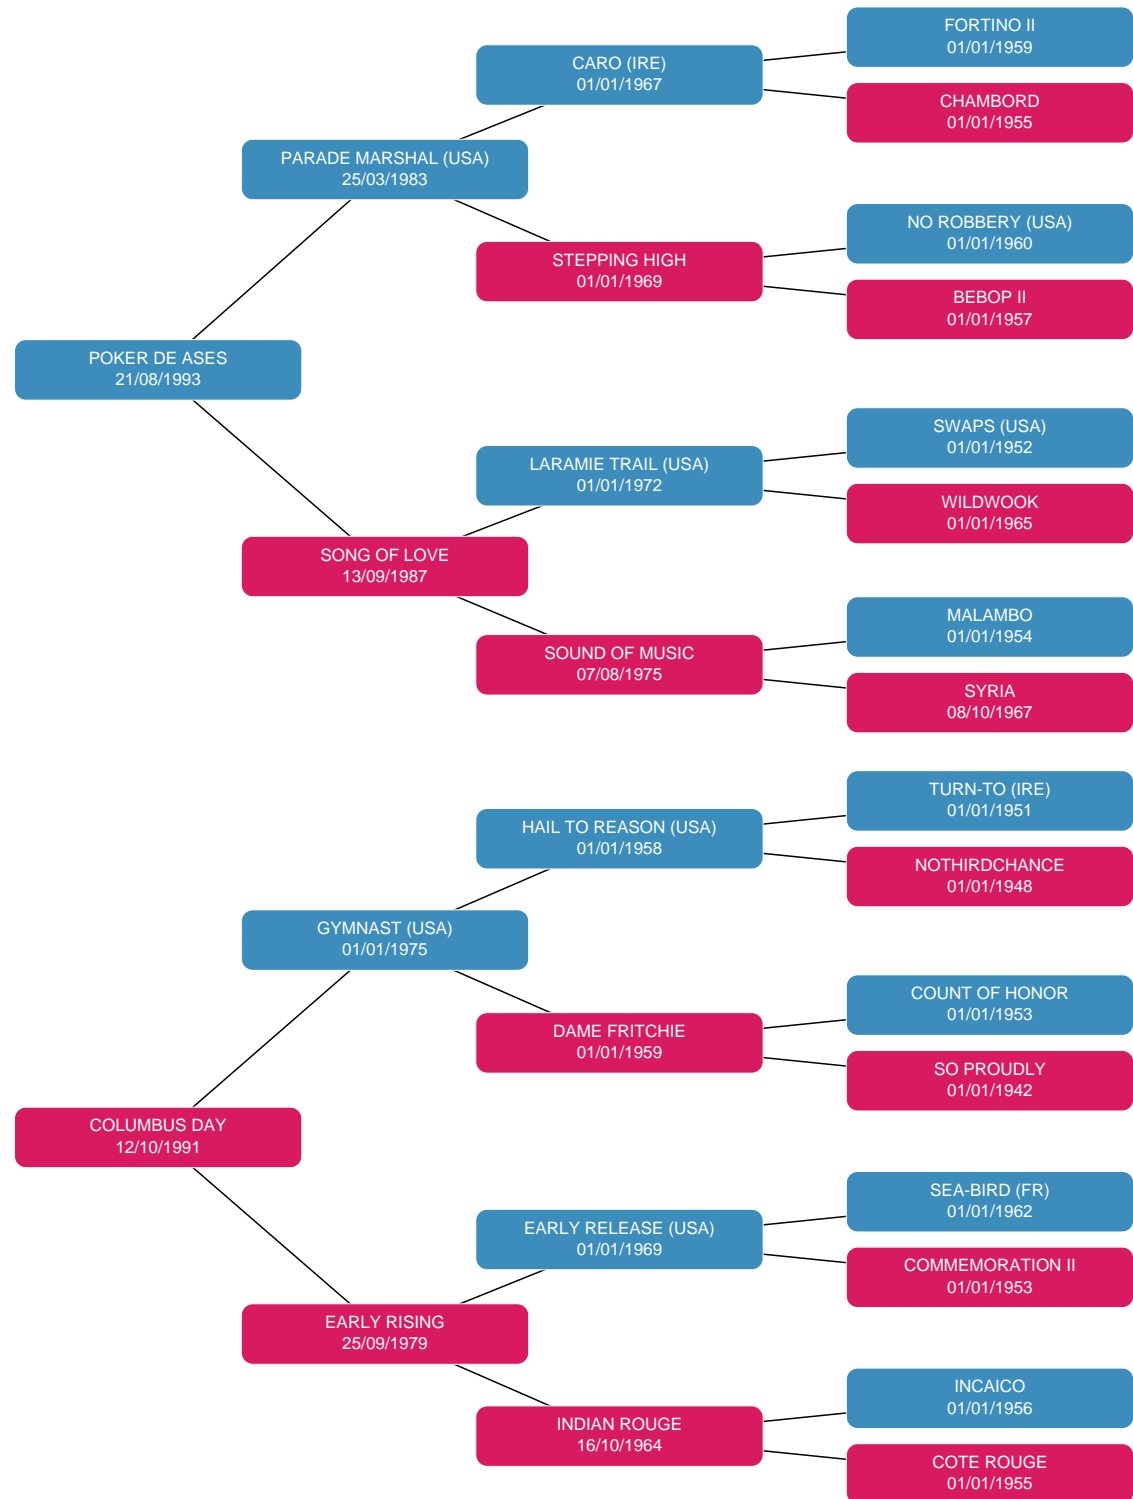 FORTINO II
01/01/1959
CARO (IRE)
01/01/1967
CHAMBORD
01/01/1955
PARADE MARSHAL (USA)
25/03/1983
NO ROBBERY (USA)
01/01/1960
STEPPING HIGH
01/01/1969
BEBOP II
01/01/1957
POKER DE ASES
21/08/1993
SWAPS (USA)
01/01/1952
LARAMIE TRAIL (USA)
01/01/1972
WILDWOOK
01/01/1965
SONG OF LOVE
13/09/1987
MALAMBO
01/01/1954
SOUND OF MUSIC
07/08/1975
SYRIA
08/10/1967
TURN-TO (IRE)
01/01/1951
HAIL TO REASON (USA)
01/01/1958
NOTHIRDCHANCE
01/01/1948
GYMNAST (USA)
01/01/1975
COUNT OF HONOR
01/01/1953
DAME FRITCHIE
01/01/1959
SO PROUDLY
01/01/1942
COLUMBUS DAY
12/10/1991
SEA-BIRD (FR)
01/01/1962
EARLY RELEASE (USA)
01/01/1969
COMMEMORATION II
01/01/1953
EARLY RISING
25/09/1979
INCAICO
01/01/1956
INDIAN ROUGE
16/10/1964
COTE ROUGE
01/01/1955